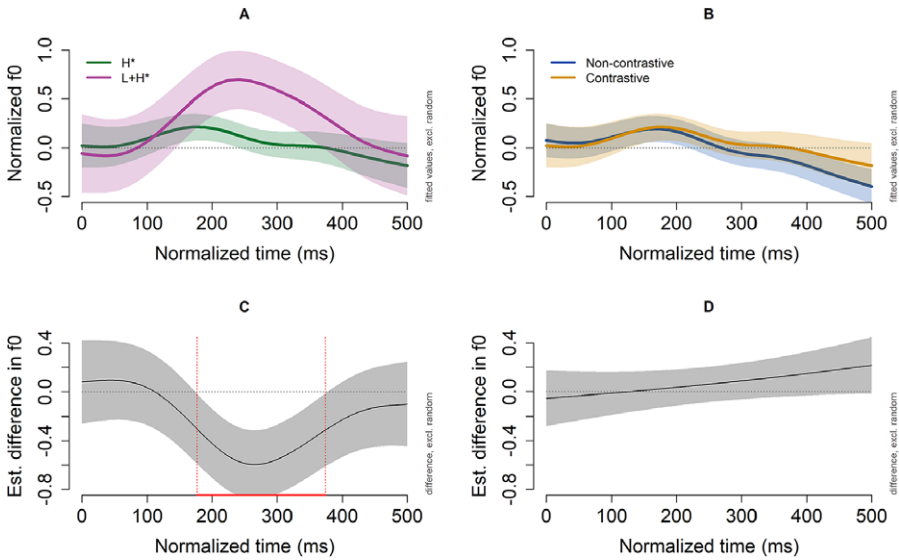 A
Normalized f0
1.0
0.5
0.0
-0.5
H*
L+H*
fitted values, excl. random
0 100 200 300 400 500
Normalized time (ms)
B
Normalized f0
1.0
0.5
0.0
-0.5
Non-contrastive
Contrastive
fitted values, excl. random
0 100 200 300 400 500
Normalized time (ms)
C
Est. difference in f0
0.4
0.0
-0.4
-0.8
difference, excl. random
0 100 200 300 400 500
Normalized time (ms)
D
Est. difference in f0
0.4
0.0
-0.4
-0.8
difference, excl. random
0 100 200 300 400 500
Normalized time (ms)